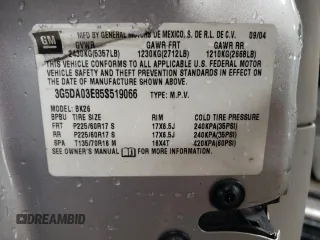 GM
MFD BY GENERAL MOTORS DE MEXICO, S. DE R.L. DE C.V. 09/04
GVWR GAWR FRT GAWR RR
2430KG(5357LB) 1230KG(2712LB) 1210KG(2668LB)
THIS VEHICLE CONFORMS TO ALL APPLICABLE U.S. FEDERAL
MOTOR VEHICLE SAFETY AND THEFT PREVENTION
STANDARDS IN EFFECT ON THE DATE
OF MANUFACTURE SHOWN ABOVE.
3G5DA03E85S519066 TYPE: M.P.V.
MODEL: BK26
BPSU TIRE SIZE RIM COLD TIRE PRESSURE
FRT P225/60R17 S 17X6.5J 240KPA(35PSI)
RR P225/60R17 S 17X6.5J 240KPA(35PSI)
SPA T135/70R16 M 16X4T 420KPA(60PSI)
SEE OWNER'S MANUAL
DREAMBID